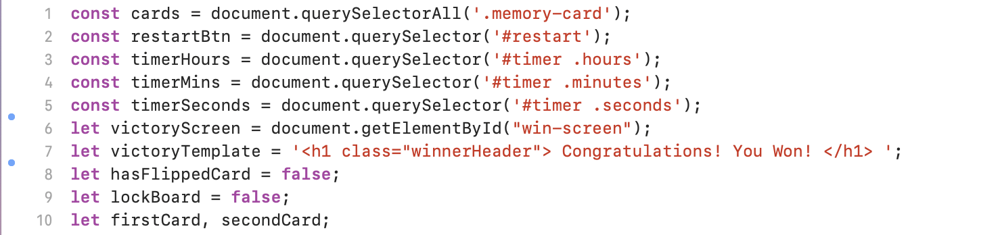 1 const cards = document.querySelectorAll('.memory-card');
2 const restartBtn = document.querySelector('#restart');
3 const timerHours = document.querySelector('#timer .hours');
4 const timerMins = document.querySelector('#timer .minutes');
5 const timerSeconds = document.querySelector('#timer .seconds');
6 let victoryScreen = document.getElementById("win-screen");
7 let victoryTemplate = '<h1 class="winnerHeader"> Congratulations! You Won! </h1> ';
8 let hasFlippedCard = false;
9 let lockBoard = false;
10 let firstCard, secondCard;